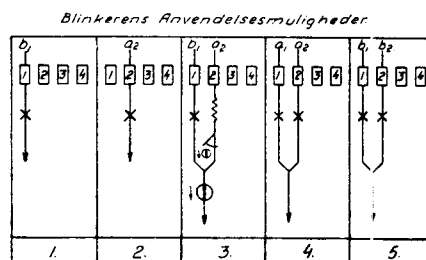 Blinkerens Anvendelsesmuligheder.
b₁ a₂ b₁ a₂ a₁ a₂ b₁ b₂
1 2 3 4 1 2 3 4 1 2 3 4 1 2 3 4 1 2 3 4
1. 2. 3. 4. 5.